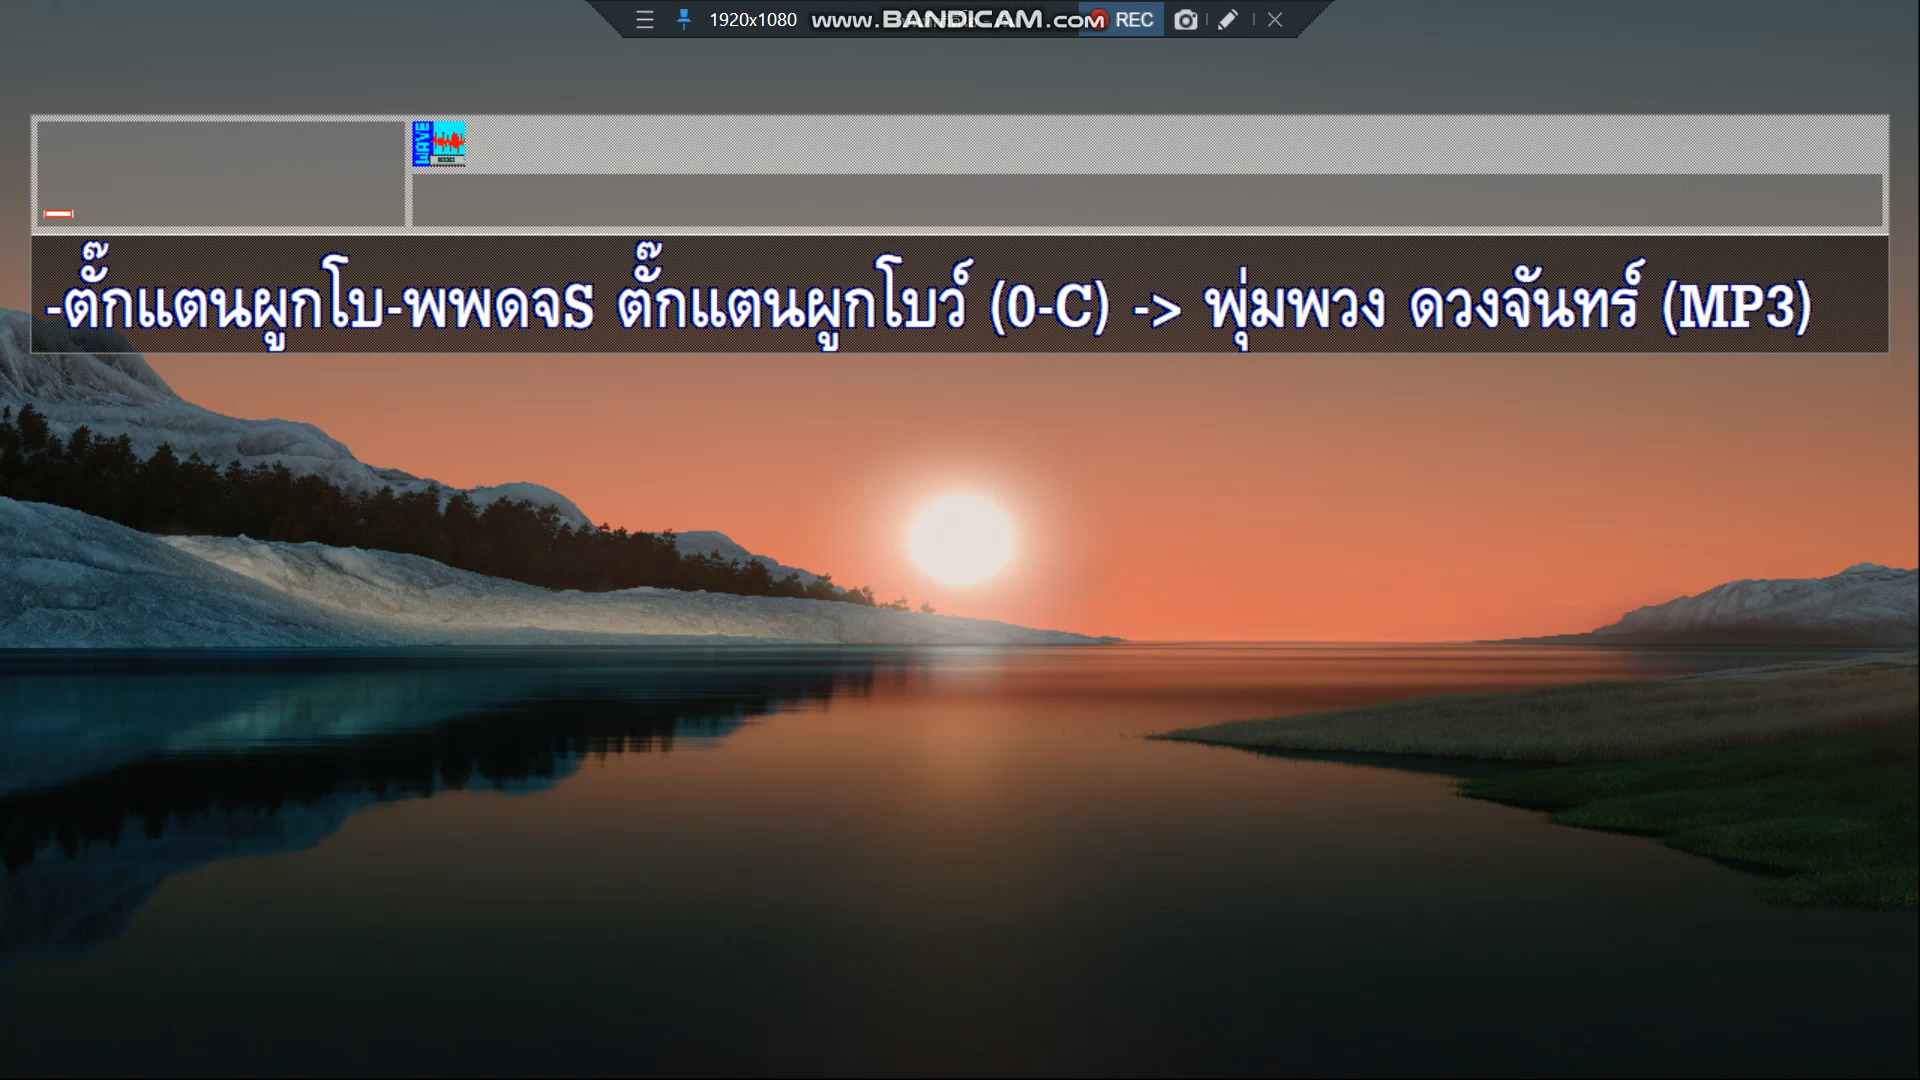 1920x1080 www.BANDICAM.com REC
WAVE
-ตั๊กแตนผูกโบ-พพดจS ตั๊กแตนผูกโบว์ (0-C) -> พุ่มพวง ดวงจันทร์ (MP3)